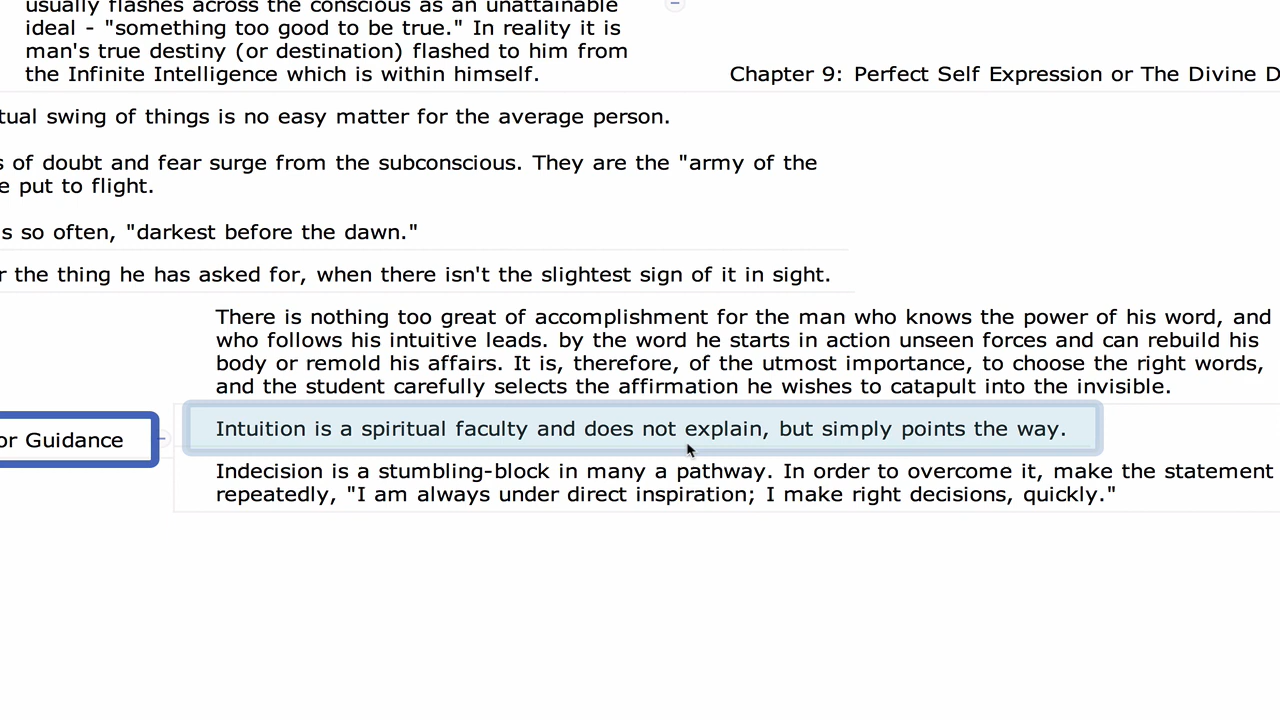 usually flashes across the conscious as an unattainable
ideal - "something too good to be true." In reality it is
man's true destiny (or destination) flashed to him from
the Infinite Intelligence which is within himself.
Chapter 9: Perfect Self Expression or The Divine D
tual swing of things is no easy matter for the average person.
s of doubt and fear surge from the subconscious. They are the "army of the
e put to flight.
s so often, "darkest before the dawn."
r the thing he has asked for, when there isn't the slightest sign of it in sight.
There is nothing too great of accomplishment for the man who knows the power of his word, and
who follows his intuitive leads. by the word he starts in action unseen forces and can rebuild his
body or remold his affairs. It is, therefore, of the utmost importance, to choose the right words,
and the student carefully selects the affirmation he wishes to catapult into the invisible.
or Guidance
Intuition is a spiritual faculty and does not explain, but simply points the way.
Indecision is a stumbling-block in many a pathway. In order to overcome it, make the statement
repeatedly, "I am always under direct inspiration; I make right decisions, quickly."